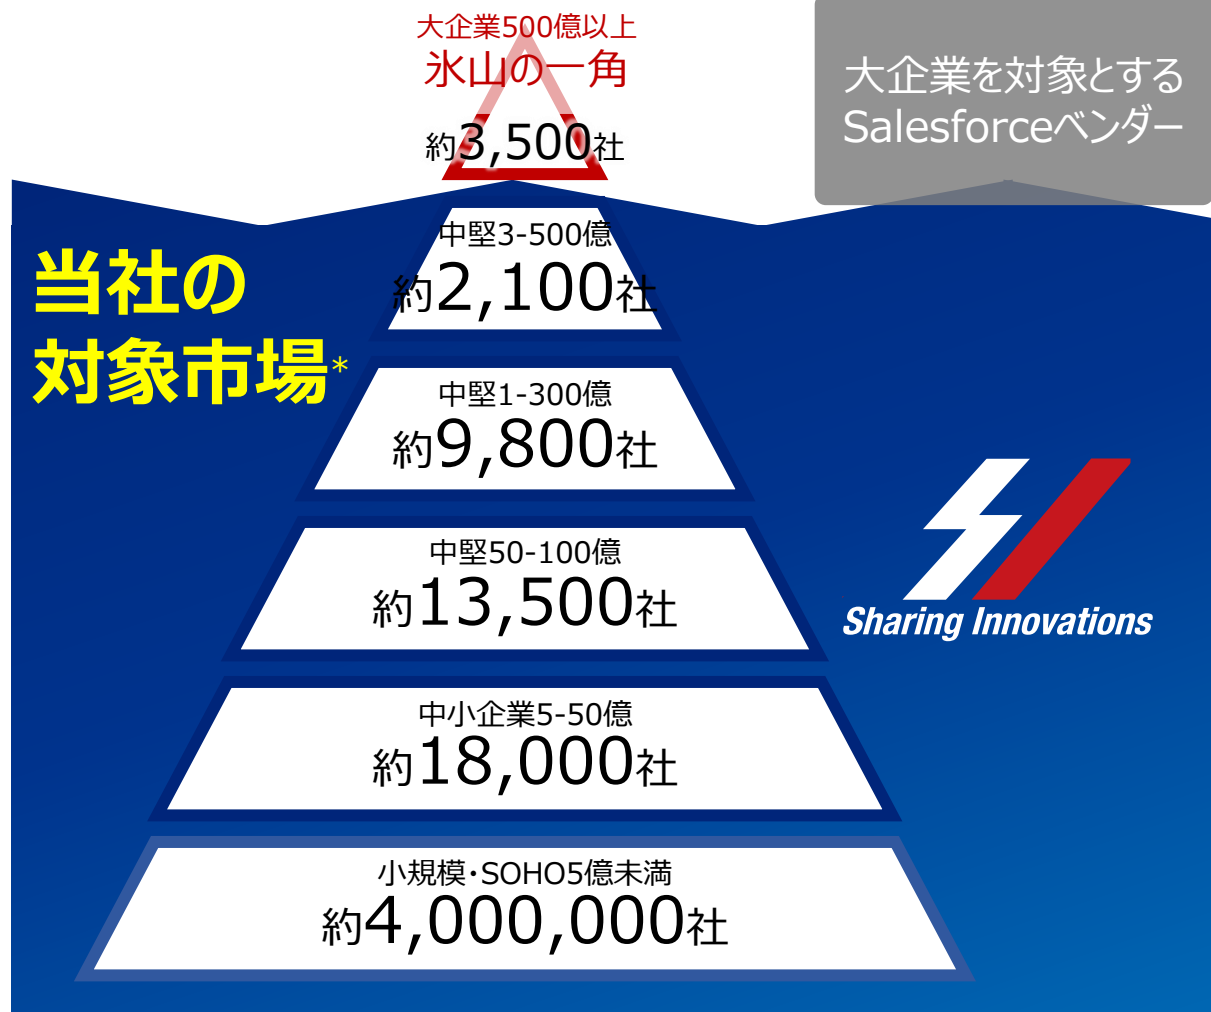 大企業500億以上
氷山の一角
約3,500社
大企業を対象とする
Salesforceベンダー
当社の
対象市場*
中堅3-500億
約2,100社
中堅1-300億
約9,800社
中堅50-100億
約13,500社
中小企業5-50億
約18,000社
小規模・SOHO5億未満
約4,000,000社
Sharing Innovations